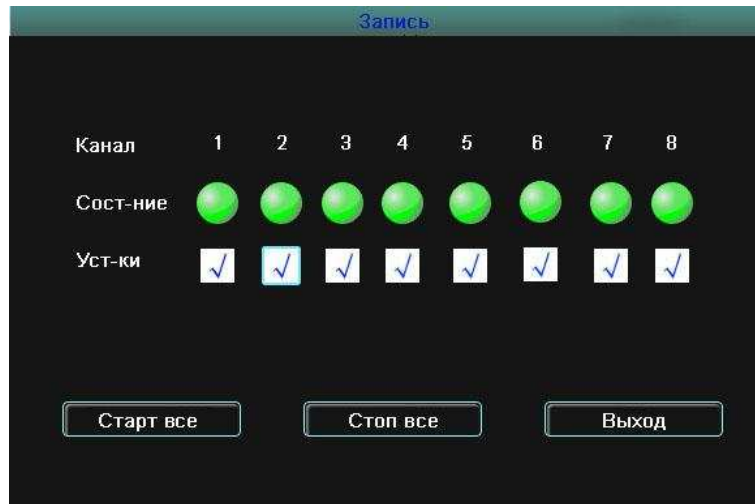 Запись
Канал 1 2 3 4 5 6 7 8
Сост-ние
Уст-ки
Старт все Стоп все Выход